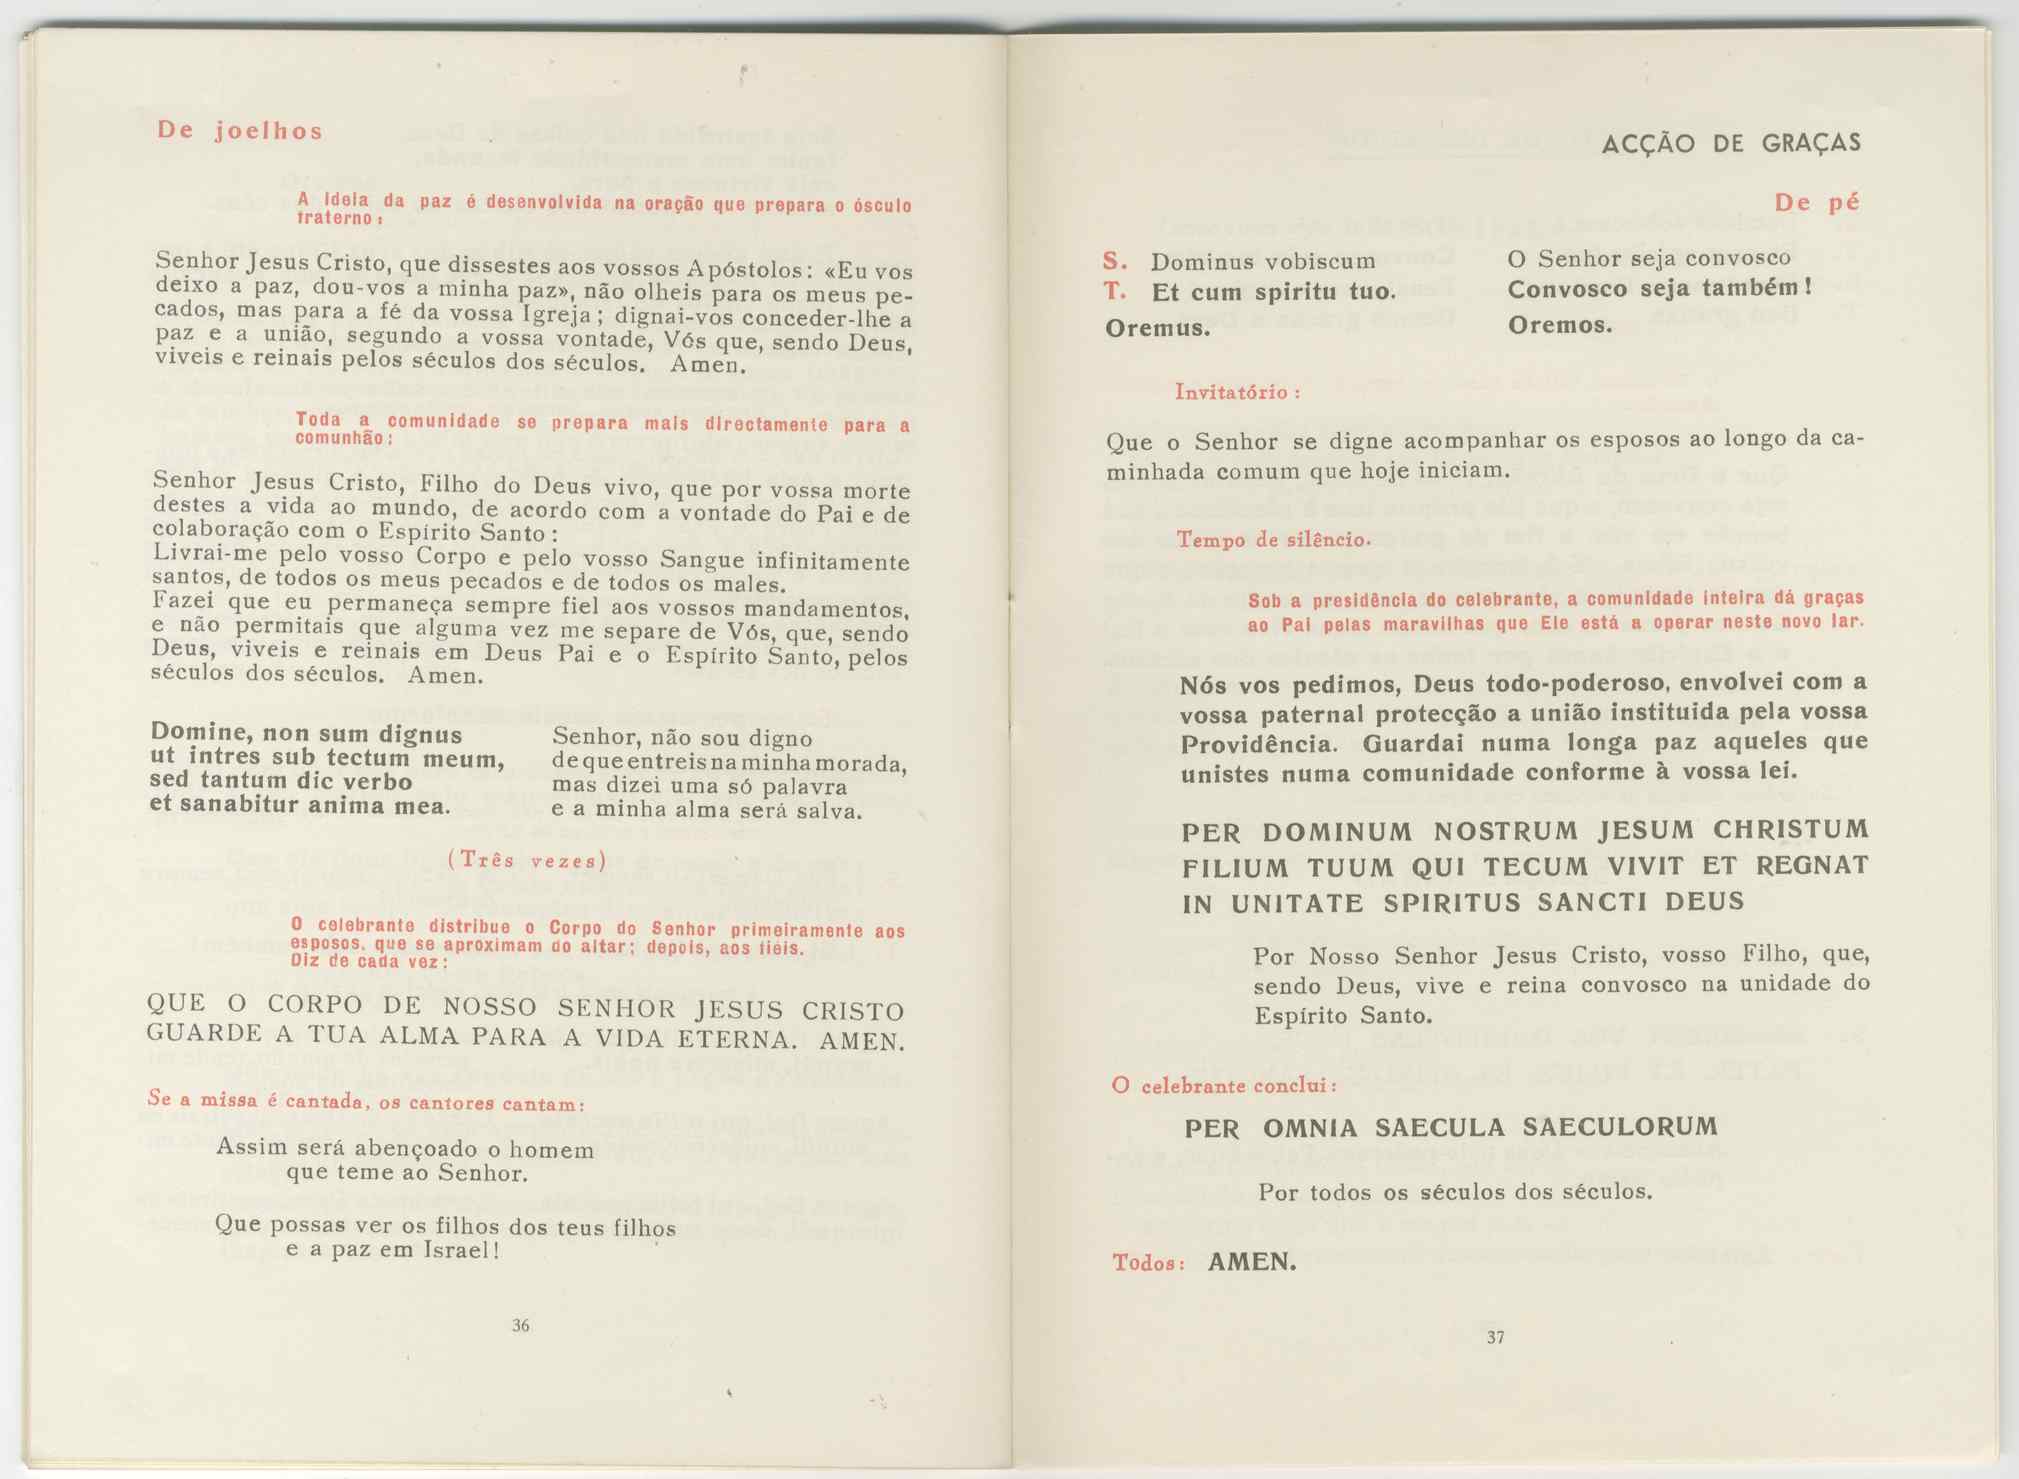 De joelhos
A ideia da paz é desenvolvida na oração que prepara o ósculo
fraterno:
Senhor Jesus Cristo, que dissestes aos vossos Apóstolos: «Eu vos
deixo a paz, dou-vos a minha paz», não olheis para os meus pe-
cados, mas para a fé da vossa Igreja; dignai-vos conceder-lhe a
paz e a união, segundo a vossa vontade, Vós que, sendo Deus,
viveis e reinais pelos séculos dos séculos. Amen.
Toda a comunidade se prepara mais directamente para a
comunhão:
Senhor Jesus Cristo, Filho do Deus vivo, que por vossa morte
destes a vida ao mundo, de acordo com a vontade do Pai e de
colaboração com o Espírito Santo:
Livrai-me pelo vosso Corpo e pelo vosso Sangue infinitamente
santos, de todos os meus pecados e de todos os males.
Fazei que eu permaneça sempre fiel aos vossos mandamentos,
e não permitais que alguma vez me separe de Vós, que, sendo
Deus, viveis e reinais em Deus Pai e o Espírito Santo, pelos
séculos dos séculos. Amen.
Domine, non sum dignus
ut intres sub tectum meum,
sed tantum dic verbo
et sanabitur anima mea.
Senhor, não sou digno
de que entreis na minha morada,
mas dizei uma só palavra
e a minha alma será salva.
(Três vezes)
O celebrante distribue o Corpo do Senhor primeiramente aos
esposos, que se aproximam do altar; depois, aos fiéis.
Diz de cada vez:
QUE O CORPO DE NOSSO SENHOR JESUS CRISTO
GUARDE A TUA ALMA PARA A VIDA ETERNA. AMEN.
Se a missa é cantada, os cantores cantam:
Assim será abençoado o homem
que teme ao Senhor.
Que possas ver os filhos dos teus filhos
e a paz em Israel!
36
ACÇÃO DE GRAÇAS
De pé
S. Dominus vobiscum
T. Et cum spiritu tuo.
Oremus.
O Senhor seja convosco
Convosco seja também!
Oremos.
Invitatório:
Que o Senhor se digne acompanhar os esposos ao longo da ca-
minhada comum que hoje iniciam.
Tempo de silêncio.
Sob a presidência do celebrante, a comunidade inteira dá graças
ao Pai pelas maravilhas que Ele está a operar neste novo lar.
Nós vos pedimos, Deus todo-poderoso, envolvei com a
vossa paternal protecção a união instituida pela vossa
Providência. Guardai numa longa paz aqueles que
unistes numa comunidade conforme à vossa lei.
PER DOMINUM NOSTRUM JESUM CHRISTUM
FILIUM TUUM QUI TECUM VIVIT ET REGNAT
IN UNITATE SPIRITUS SANCTI DEUS
Por Nosso Senhor Jesus Cristo, vosso Filho, que,
sendo Deus, vive e reina convosco na unidade do
Espírito Santo.
O celebrante conclui:
PER OMNIA SAECULA SAECULORUM
Por todos os séculos dos séculos.
Todos: AMEN.
37